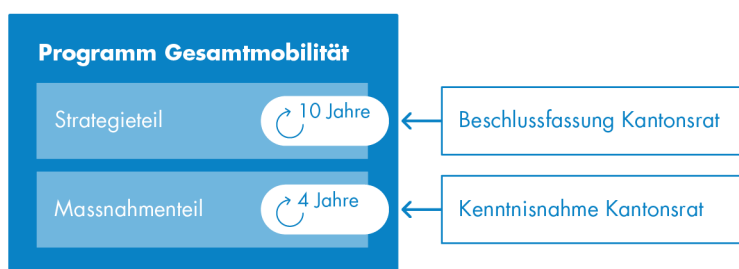 Programm Gesamtmobilität
Strategieteil
10 Jahre
Beschlussfassung Kantonsrat
Massnahmenteil
4 Jahre
Kenntnisnahme Kantonsrat